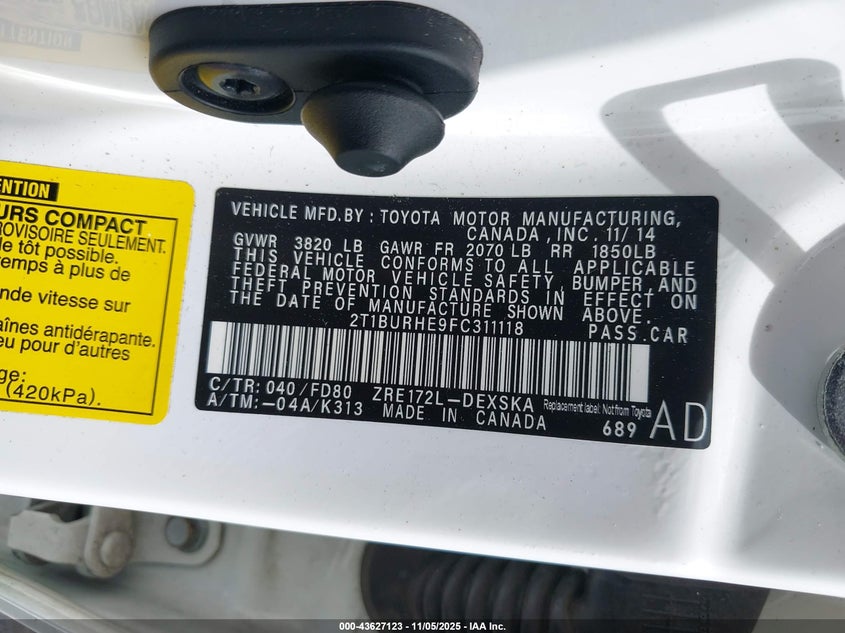 ATTENTION
ENTION
URS COMPACT
ROVISOIRE SEULEMENT.
le tôt possible.
temps à plus de
nde vitesse sur
aînes antidérapante.
eu pour d'autres
ge:
(420kPa).
VEHICLE MFD.BY : TOYOTA MOTOR MANUFACTURING,
CANADA ,INC. 11/14
GVWR 3820 LB GAWR FR 2070 LB RR 1850LB
THIS VEHICLE CONFORMS TO ALL APPLICABLE
FEDERAL MOTOR VEHICLE SAFETY, BUMPER, AND
THEFT PREVENTION STANDARDS IN EFFECT ON
THE DATE OF MANUFACTURE SHOWN ABOVE.
2T1BURHE9FC311118 PASS.CAR
C/TR: 040/FD80 ZRE172L-DEXSKA Replacement label: Not from Toyota
A/TM:-04A/K313 MADE IN CANADA 689 AD
000-43627123 — 11/05/2025 — IAA Inc.